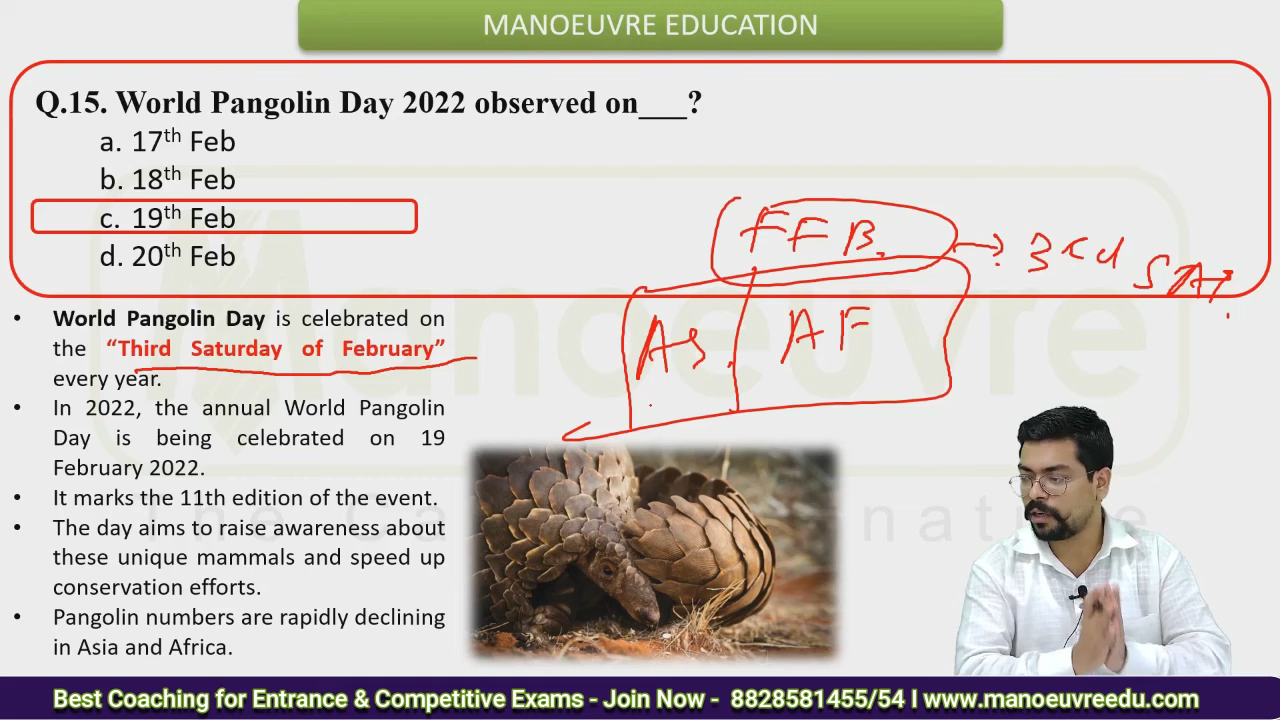 MANOEUVRE EDUCATION
Q.15. World Pangolin Day 2022 observed on___?
a. 17th Feb
b. 18th Feb
c. 19th Feb
d. 20th Feb
FEB.
3rd
SAT
As.
AF
• World Pangolin Day is celebrated on
the “Third Saturday of February”
every year.
• In 2022, the annual World Pangolin
Day is being celebrated on 19
February 2022.
• It marks the 11th edition of the event.
• The day aims to raise awareness about
these unique mammals and speed up
conservation efforts.
• Pangolin numbers are rapidly declining
in Asia and Africa.
Manoeuvre
Best Coaching for Entrance & Competitive Exams - Join Now - 8828581455/54 I www.manoeuvreedu.com